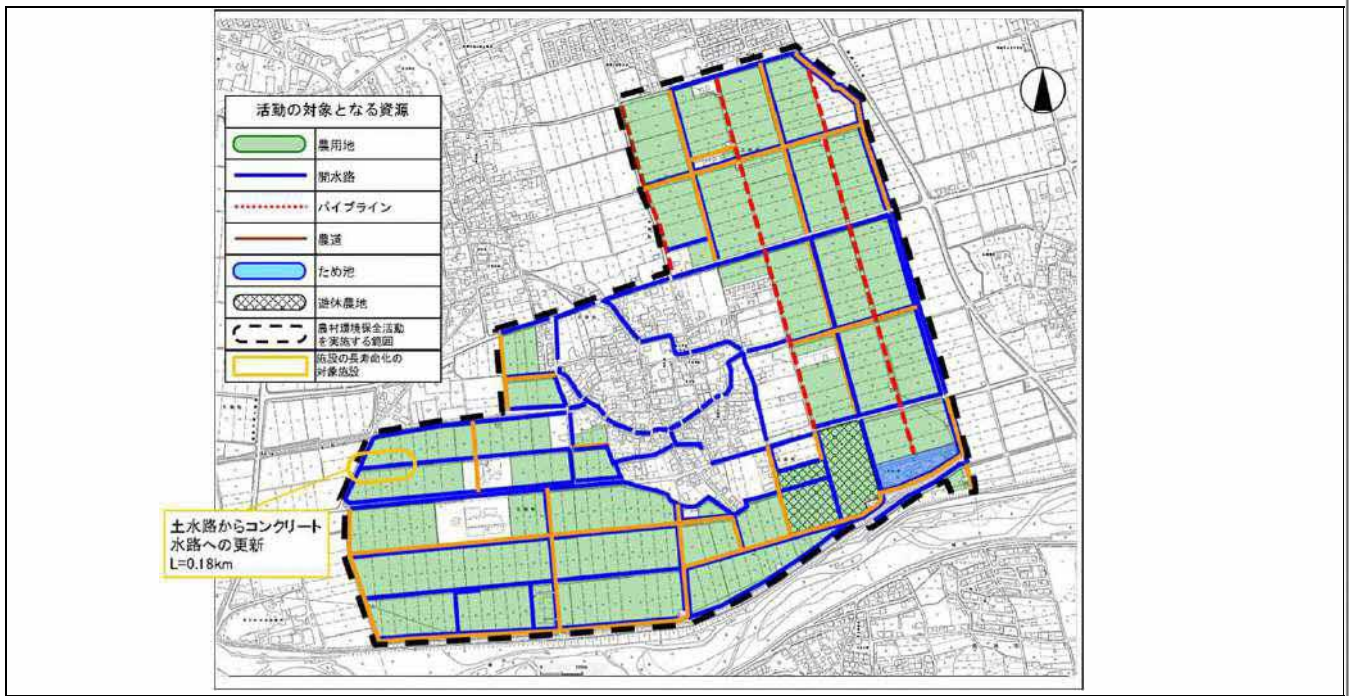 活動の対象となる資源
農用地
開水路
パイプライン
農道
ため池
遊休農地
農村環境保全活動
を実施する範囲
施設の長寿命化の
対象施設
土水路からコンクリート
水路への更新
L=0.18km